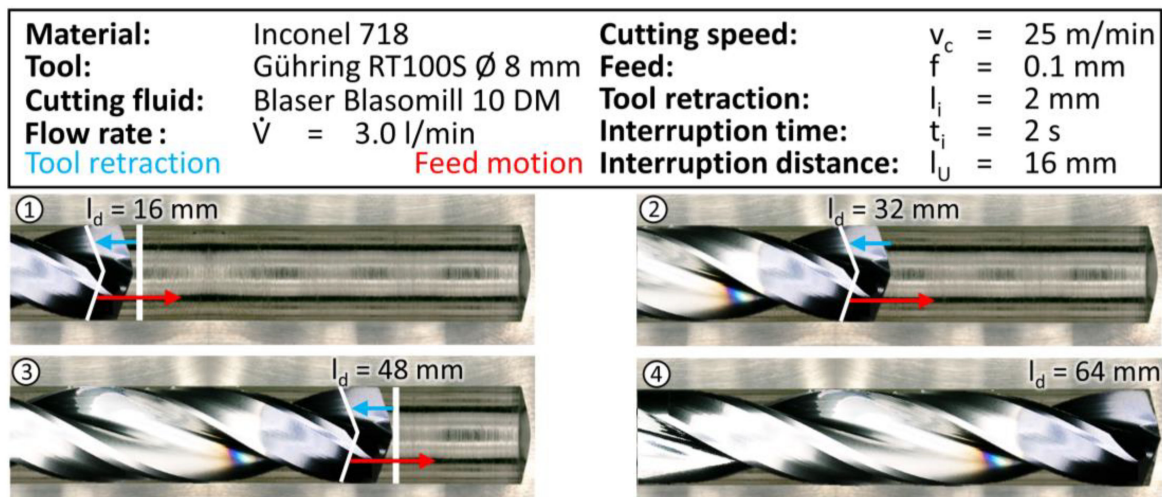 Material: Inconel 718 Cutting speed: vc = 25 m/min
Tool: Gühring RT100S Ø 8 mm Feed: f = 0.1 mm
Cutting fluid: Blaser Blasomill 10 DM Tool retraction: li = 2 mm
Flow rate : V̇ = 3.0 l/min Interruption time: ti = 2 s
Tool retraction Feed motion Interruption distance: lU = 16 mm
① ld = 16 mm
② ld = 32 mm
③ ld = 48 mm
④ ld = 64 mm